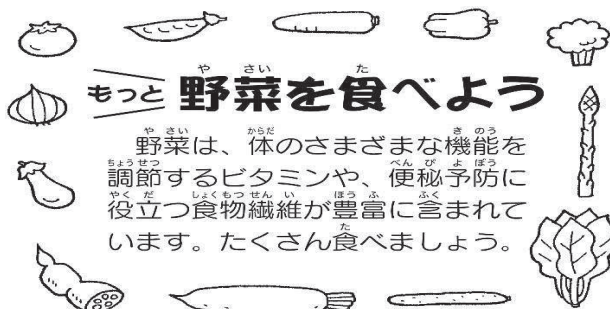 もっと 野菜を食べよう
野菜は、体のさまざまな機能を
調節するビタミンや、便秘予防に
役立つ食物繊維が豊富に含まれて
います。たくさん食べましょう。